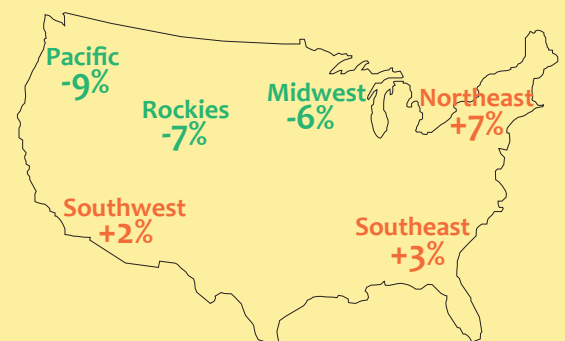 Pacific
-9%
Rockies
-7%
Midwest
-6%
Northeast
+7%
Southwest
+2%
Southeast
+3%